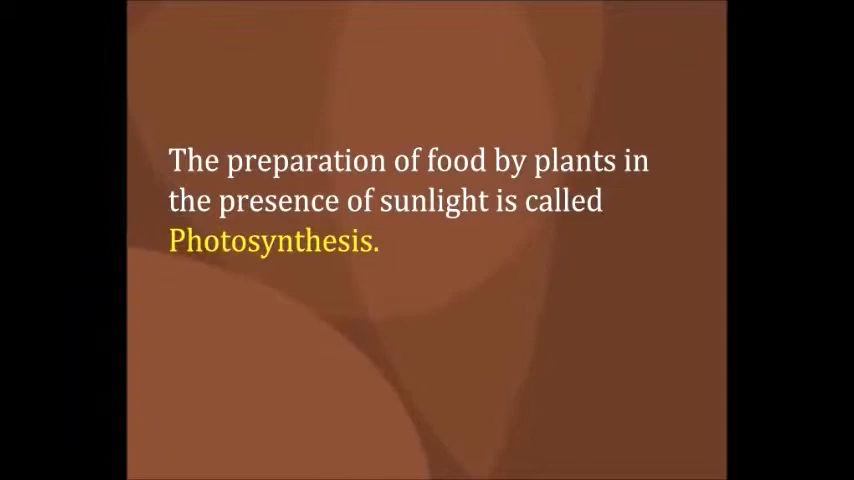 The preparation of food by plants in
the presence of sunlight is called
Photosynthesis.